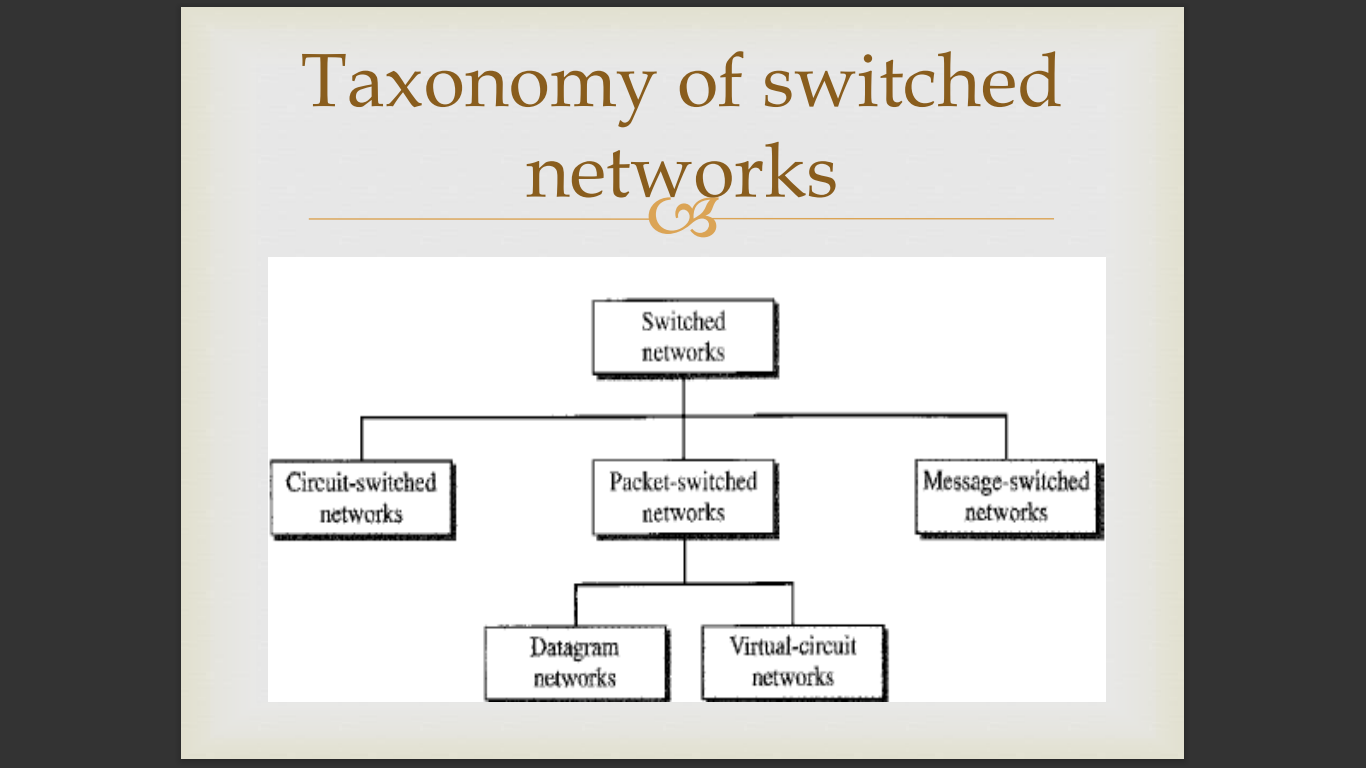 Taxonomy of switched
networks
Switched
networks
Circuit-switched
networks
Packet-switched
networks
Message-switched
networks
Datagram
networks
Virtual-circuit
networks